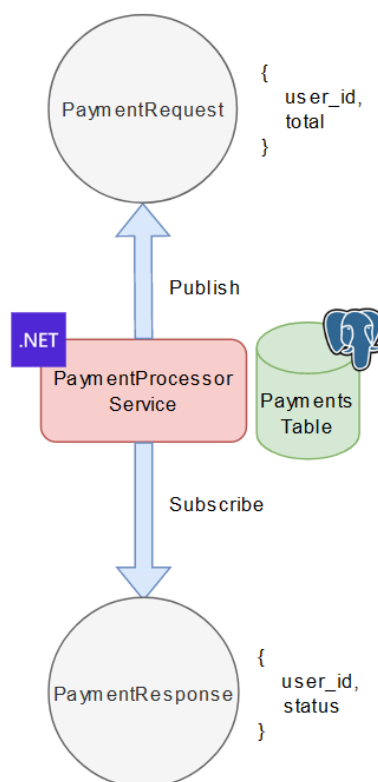 {
user_id,
total
}
PaymentRequest
Publish
.NET
PaymentProcessor
Service
Payments
Table
Subscribe
{
user_id,
status
}
PaymentResponse